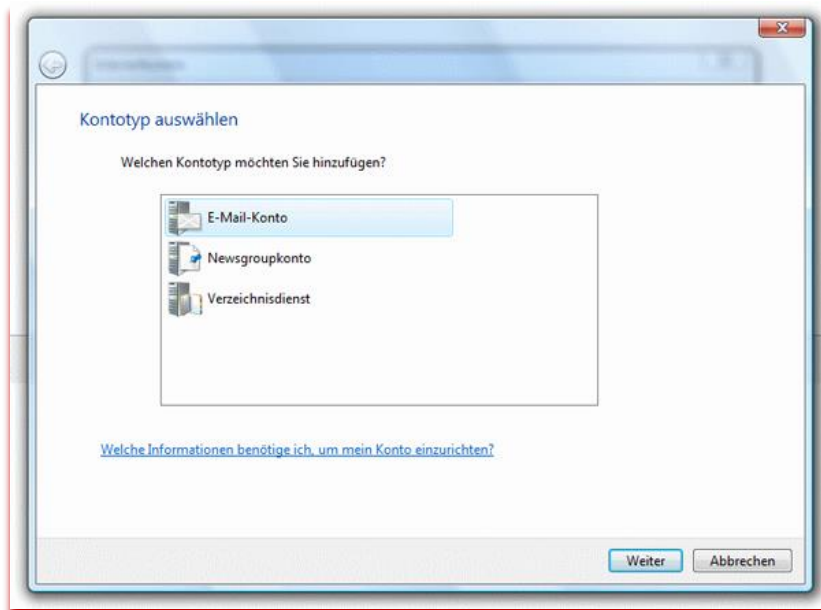 Kontotyp auswählen
Welchen Kontotyp möchten Sie hinzufügen?
E-Mail-Konto
Newsgroupkonto
Verzeichnisdienst
Welche Informationen benötige ich, um mein Konto einzurichten?
Weiter
Abbrechen